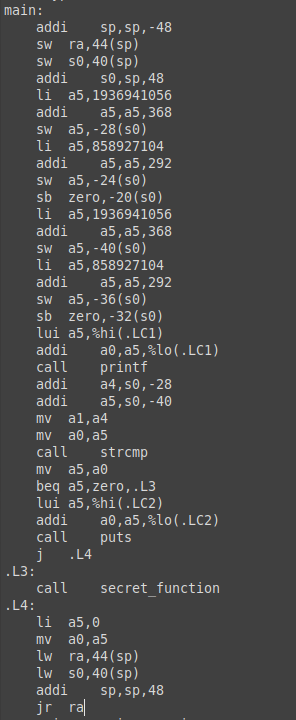 main:
addi sp,sp,-48
sw ra,44(sp)
sw s0,40(sp)
addi s0,sp,48
li a5,1936941056
addi a5,a5,368
sw a5,-28(s0)
li a5,858927104
addi a5,a5,292
sw a5,-24(s0)
sb zero,-20(s0)
li a5,1936941056
addi a5,a5,368
sw a5,-40(s0)
li a5,858927104
addi a5,a5,292
sw a5,-36(s0)
sb zero,-32(s0)
lui a5,%hi(.LC1)
addi a0,a5,%lo(.LC1)
call printf
addi a4,s0,-28
addi a5,s0,-40
mv a1,a4
mv a0,a5
call strcmp
mv a5,a0
beq a5,zero,.L3
lui a5,%hi(.LC2)
addi a0,a5,%lo(.LC2)
call puts
j .L4
.L3:
call secret_function
.L4:
li a5,0
mv a0,a5
lw ra,44(sp)
lw s0,40(sp)
addi sp,sp,48
jr ra